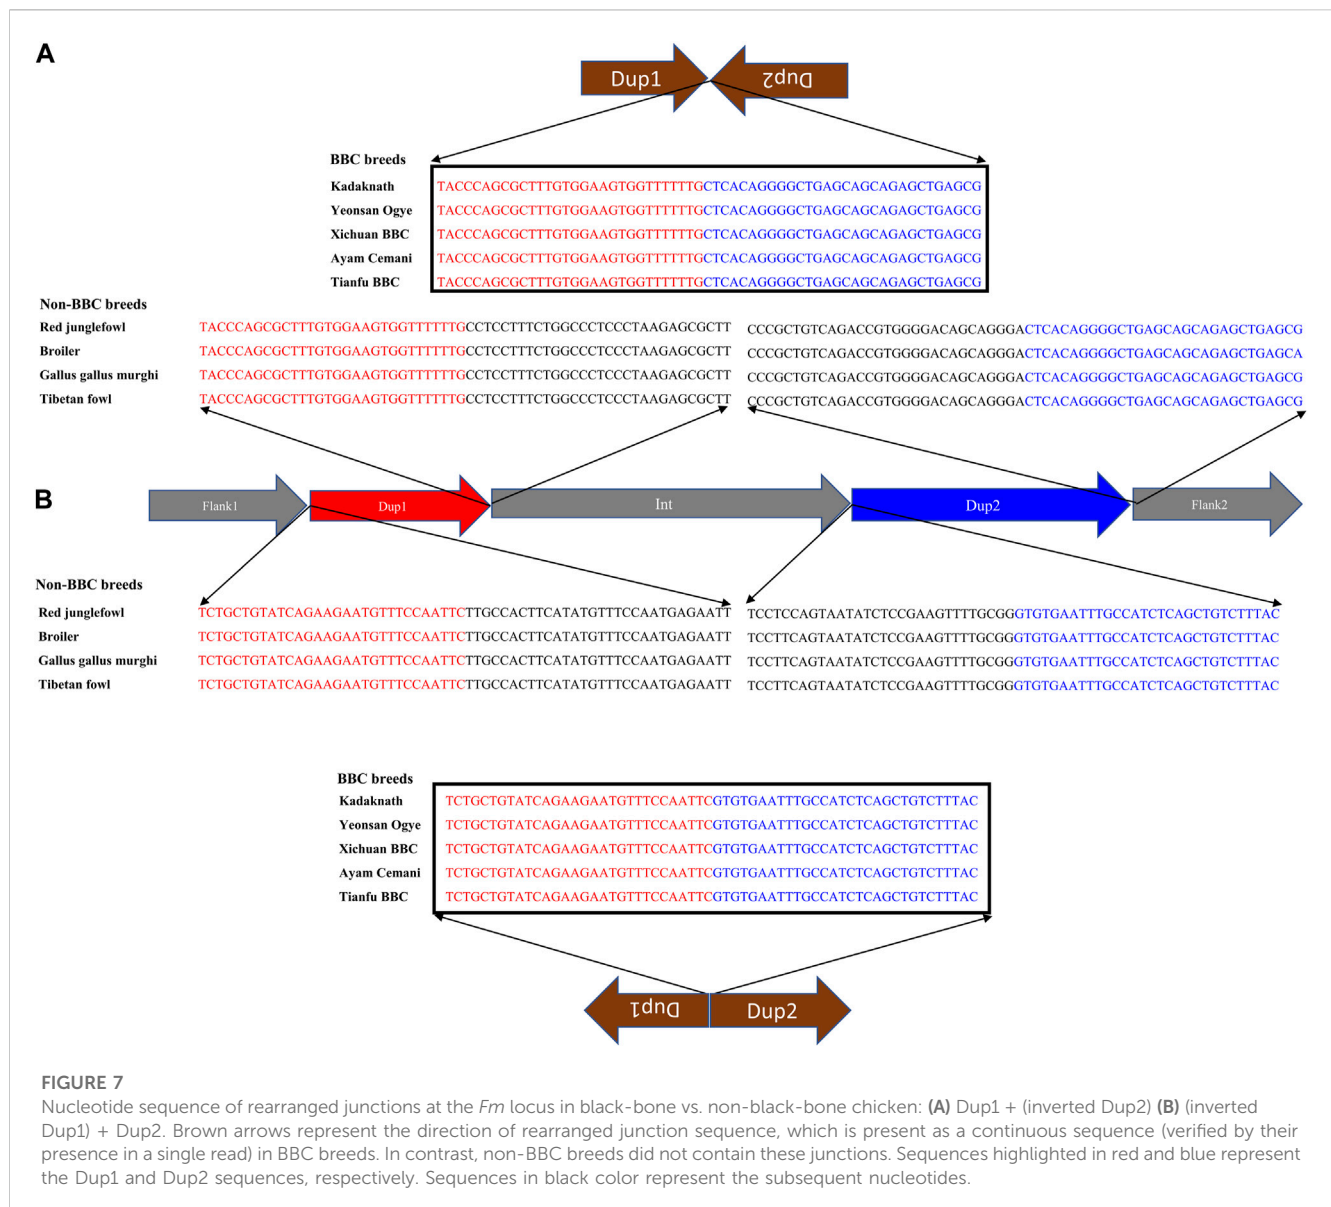 A
Dup1
Dup2
BBC breeds
Kadaknath TACCCAGCGCTTTGTGGAAGTGGTTTTTTGCTCACAGGGGCTGAGCAGCAGAGCTGAGCG
Yeonsan Ogye TACCCAGCGCTTTGTGGAAGTGGTTTTTTGCTCACAGGGGCTGAGCAGCAGAGCTGAGCG
Xichuan BBC TACCCAGCGCTTTGTGGAAGTGGTTTTTTGCTCACAGGGGCTGAGCAGCAGAGCTGAGCG
Ayam Cemani TACCCAGCGCTTTGTGGAAGTGGTTTTTTGCTCACAGGGGCTGAGCAGCAGAGCTGAGCG
Tianfu BBC TACCCAGCGCTTTGTGGAAGTGGTTTTTTGCTCACAGGGGCTGAGCAGCAGAGCTGAGCG
Non-BBC breeds
Red junglefowl TACCCAGCGCTTTGTGGAAGTGGTTTTTTGCCTCCTTTCTGGCCCTCCCTAAGAGCGCTT CCCGCTGTCAGACCGTGGGGACAGCAGGGACTCACAGGGGCTGAGCAGCAGAGCTGAGCG
Broiler TACCCAGCGCTTTGTGGAAGTGGTTTTTTGCCTCCTTTCTGGCCCTCCCTAAGAGCGCTT CCCGCTGTCAGACCGTGGGGACAGCAGGGACTCACAGGGGCTGAGCAGCAGAGCTGAGCA
Gallus gallus murghi TACCCAGCGCTTTGTGGAAGTGGTTTTTTGCCTCCTTTCTGGCCCTCCCTAAGAGCGCTT CCCGCTGTCAGACCGTGGGGACAGCAGGGACTCACAGGGGCTGAGCAGCAGAGCTGAGCG
Tibetan fowl TACCCAGCGCTTTGTGGAAGTGGTTTTTTGCCTCCTTTCTGGCCCTCCCTAAGAGCGCTT CCCGCTGTCAGACCGTGGGGACAGCAGGGACTCACAGGGGCTGAGCAGCAGAGCTGAGCG
B
Flank1 Dup1 Int Dup2 Flank2
Non-BBC breeds
Red junglefowl TCTGCTGTATCAGAAGAATGTTTCCAATTCTTGCCACTTCATATGTTTCCAATGAGAATT TCCTCCAGTAATATCTCCGAAGTTTTGCGGGTGTGAATTTGCCATCTCAGCTGTCTTTAC
Broiler TCTGCTGTATCAGAAGAATGTTTCCAATTCTTGCCACTTCATATGTTTCCAATGAGAATT TCCTTCAGTAATATCTCCGAAGTTTTGCGGGTGTGAATTTGCCATCTCAGCTGTCTTTAC
Gallus gallus murghi TCTGCTGTATCAGAAGAATGTTTCCAATTCTTGCCACTTCATATGTTTCCAATGAGAATT TCCTTCAGTAATATCTCCGAAGTTTTGCGGGTGTGAATTTGCCATCTCAGCTGTCTTTAC
Tibetan fowl TCTGCTGTATCAGAAGAATGTTTCCAATTCTTGCCACTTCATATGTTTCCAATGAGAATT TCCTTCAGTAATATCTCCGAAGTTTTGCGGGTGTGAATTTGCCATCTCAGCTGTCTTTAC
BBC breeds
Kadaknath TCTGCTGTATCAGAAGAATGTTTCCAATTCGTGTGAATTTGCCATCTCAGCTGTCTTTAC
Yeonsan Ogye TCTGCTGTATCAGAAGAATGTTTCCAATTCGTGTGAATTTGCCATCTCAGCTGTCTTTAC
Xichuan BBC TCTGCTGTATCAGAAGAATGTTTCCAATTCGTGTGAATTTGCCATCTCAGCTGTCTTTAC
Ayam Cemani TCTGCTGTATCAGAAGAATGTTTCCAATTCGTGTGAATTTGCCATCTCAGCTGTCTTTAC
Tianfu BBC TCTGCTGTATCAGAAGAATGTTTCCAATTCGTGTGAATTTGCCATCTCAGCTGTCTTTAC
Dup1
Dup2
FIGURE 7
Nucleotide sequence of rearranged junctions at the Fm locus in black-bone vs. non-black-bone chicken: (A) Dup1 + (inverted Dup2) (B) (inverted
Dup1) + Dup2. Brown arrows represent the direction of rearranged junction sequence, which is present as a continuous sequence (verified by their
presence in a single read) in BBC breeds. In contrast, non-BBC breeds did not contain these junctions. Sequences highlighted in red and blue represent
the Dup1 and Dup2 sequences, respectively. Sequences in black color represent the subsequent nucleotides.